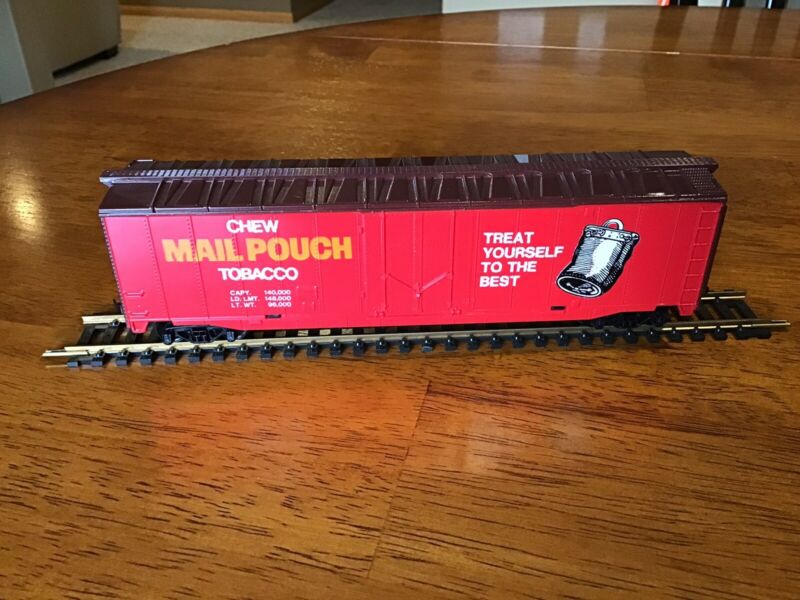 CHEW
MAIL POUCH
TOBACCO
CAPY. 140,000
LD. LMT. 148,000
LT. WT. 96,000
TREAT
YOURSELF
TO THE
BEST